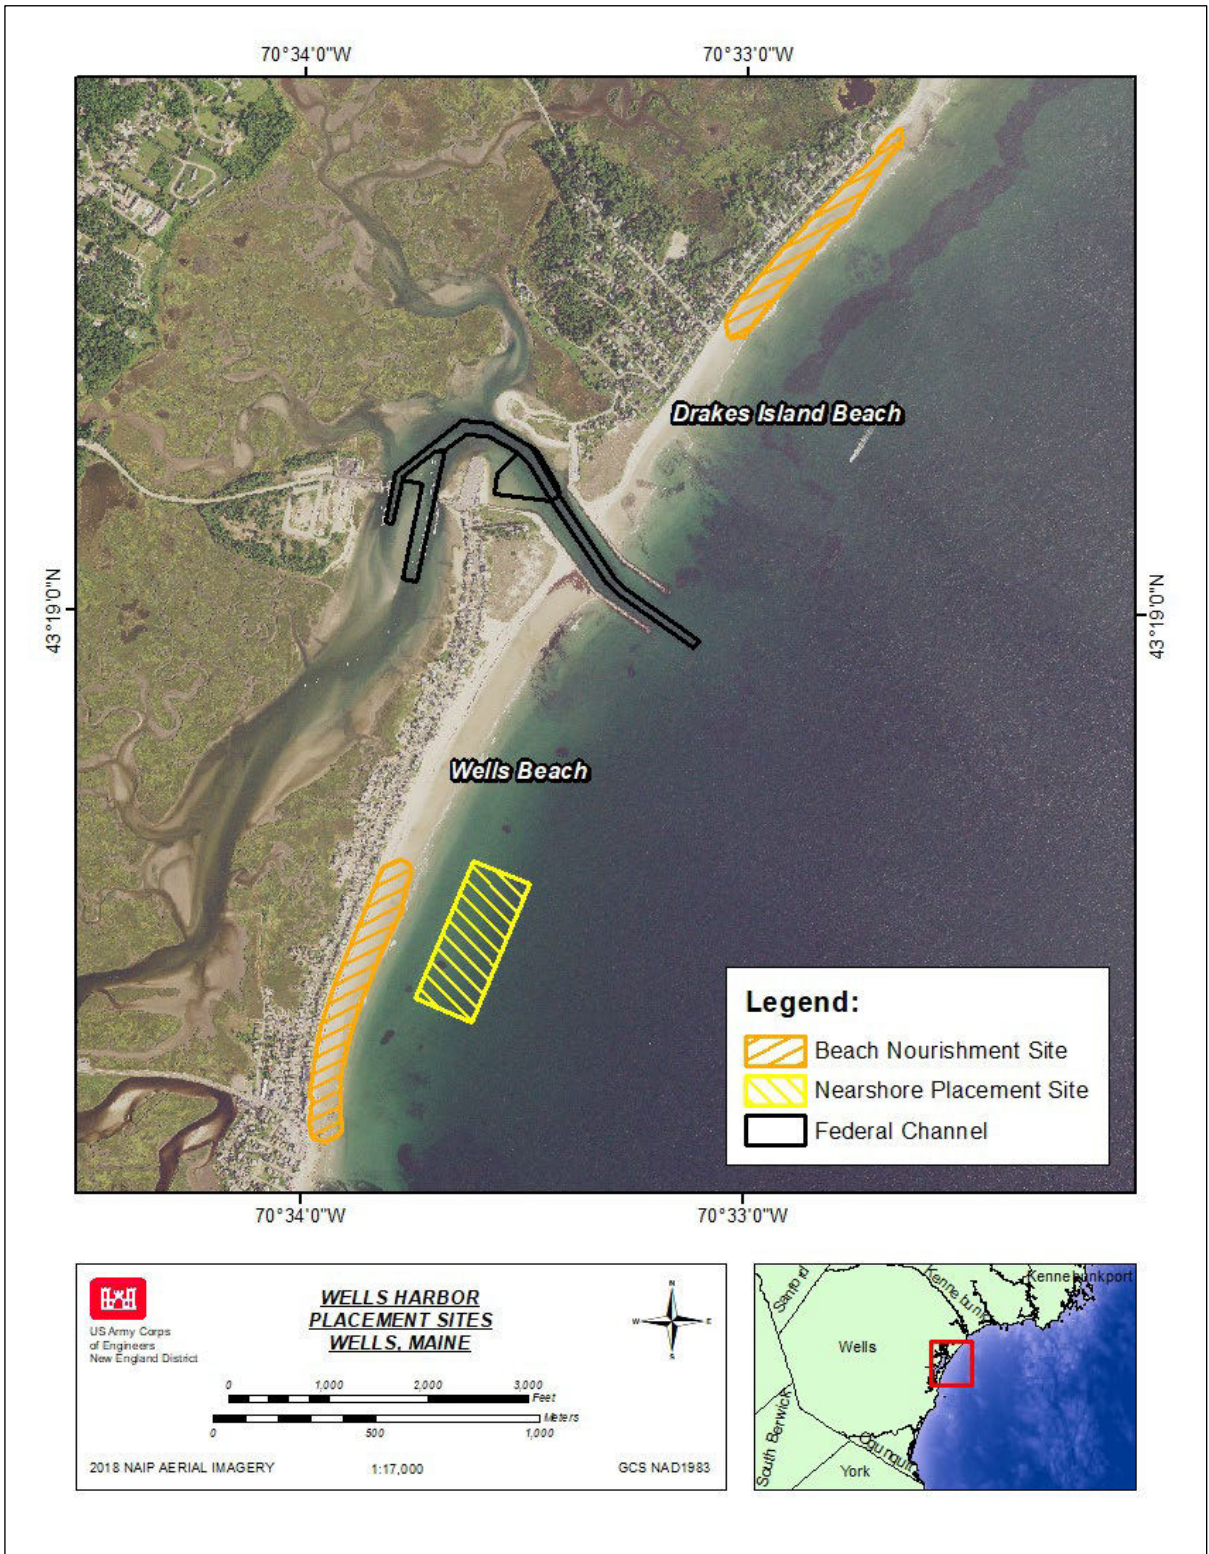 70°34'0"W
70°33'0"W
Drakes Island Beach
43°19'0"N
43°19'0"N
Wells Beach
Legend:
Beach Nourishment Site
Nearshore Placement Site
Federal Channel
70°34'0"W
70°33'0"W
US Army Corps
of Engineers
New England District
WELLS HARBOR
PLACEMENT SITES
WELLS, MAINE
N
W
E
S
0 1,000 2,000 3,000
Feet
Meters
0 500 1,000
2018 NAIP AERIAL IMAGERY
1:17,000
GCS NAD1983
Sanford
Kennebunk
Kennebunkport
Wells
South Berwick
Ogunquit
York